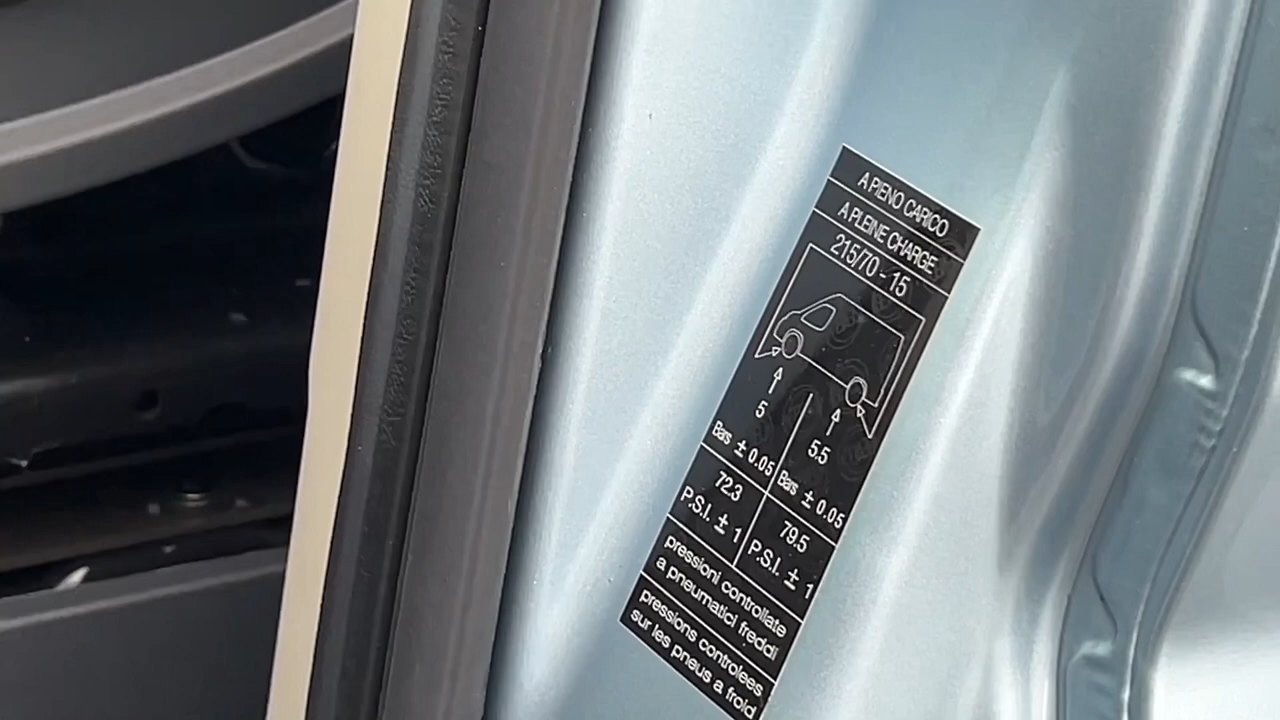 A PIENO CARICO
A PLEINE CHARGE
215/70 - 15
5
Bars ± 0.05
5.5
Bars ± 0.05
72.3
P.S.I. ± 1
79.5
P.S.I. ± 1
pressioni controllate
a pneumatici freddi
pressions controlees
sur les pneus a froid